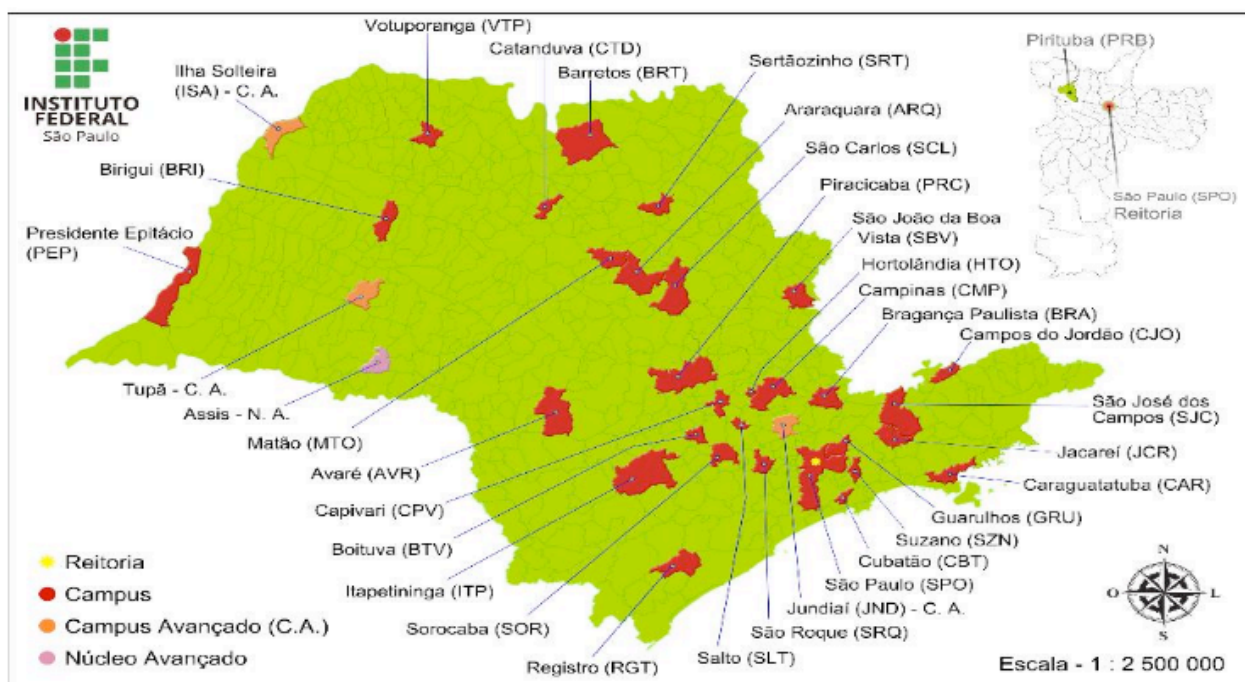 INSTITUTO
FEDERAL
São Paulo
Votuporanga (VTP)
Catanduva (CTD)
Barretos (BRT)
Sertãozinho (SRT)
Ilha Solteira
(ISA) - C. A.
Araraquara (ARQ)
São Carlos (SCL)
Birigui (BRI)
Piracicaba (PRC)
Presidente Epitácio
(PEP)
São João da Boa
Vista (SBV)
Hortolândia (HTO)
Campinas (CMP)
Bragança Paulista (BRA)
Campos do Jordão (CJO)
Pirituba (PRB)
São Paulo (SPO)
Reitoria
Tupã - C. A.
Assis - N. A.
Matão (MTO)
Avaré (AVR)
Capivari (CPV)
Boituva (BTV)
Itapetininga (ITP)
Sorocaba (SOR)
Registro (RGT)
São José dos
Campos (SJC)
Jacareí (JCR)
Caraguatatuba (CAR)
Guarulhos (GRU)
Suzano (SZN)
Cubatão (CBT)
São Paulo (SPO)
Jundiaí (JND) - C. A.
São Roque (SRQ)
Salto (SLT)
Reitoria
Campus
Campus Avançado (C.A.)
Núcleo Avançado
N
O
L
S
Escala - 1 : 2 500 000